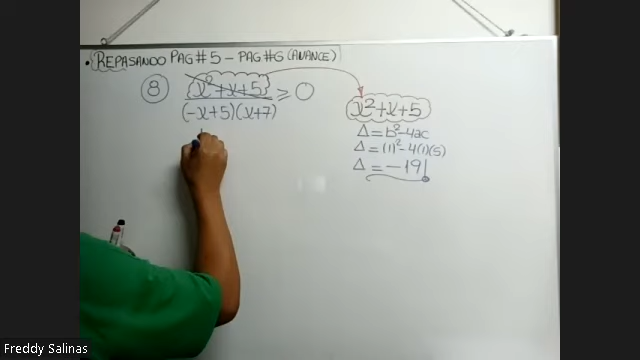 • REPASANDO PAG#5 - PAG#6 (AVANCE)
8 x²+x+5 / (-x+5)(x+7) ≥ 0
x²+x+5
Δ = b²-4ac
Δ = (1)²-4(1)(5)
Δ = -19
Freddy Salinas